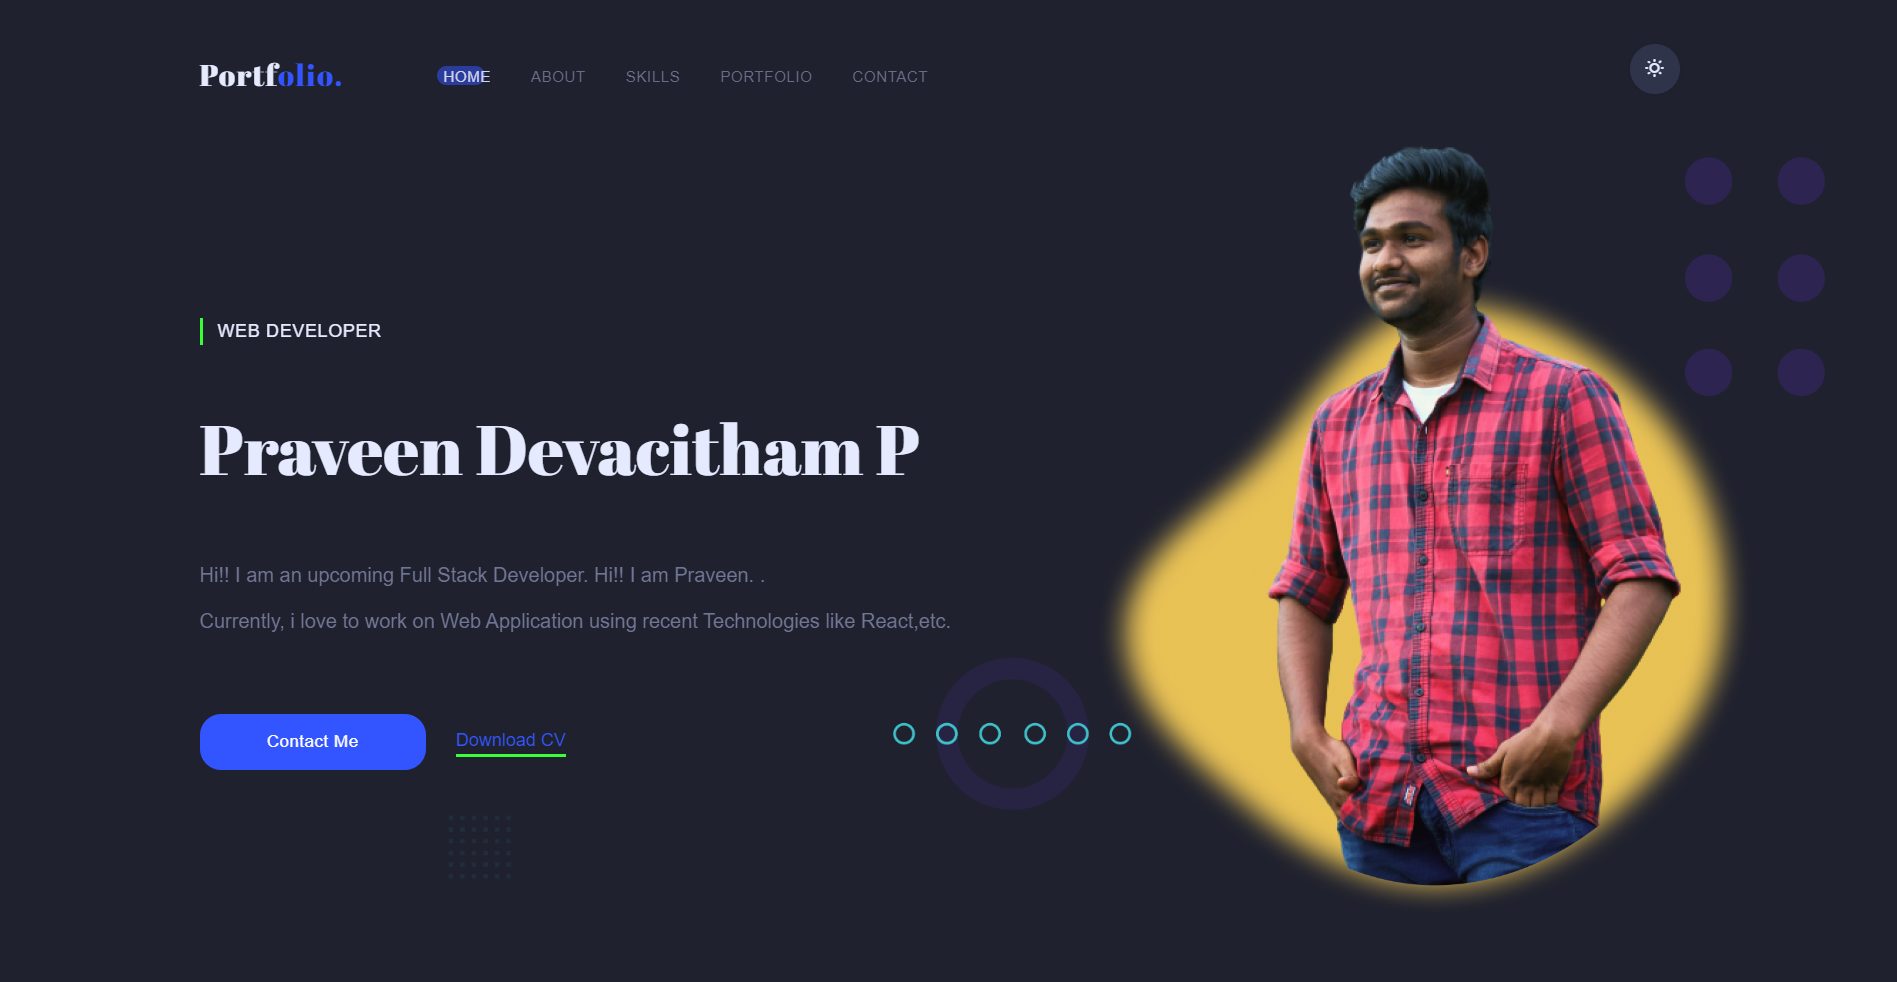 Portfolio.
HOME ABOUT SKILLS PORTFOLIO CONTACT
WEB DEVELOPER
Praveen Devacitham P
Hi!! I am an upcoming Full Stack Developer. Hi!! I am Praveen. .
Currently, i love to work on Web Application using recent Technologies like React,etc.
Contact Me
Download CV